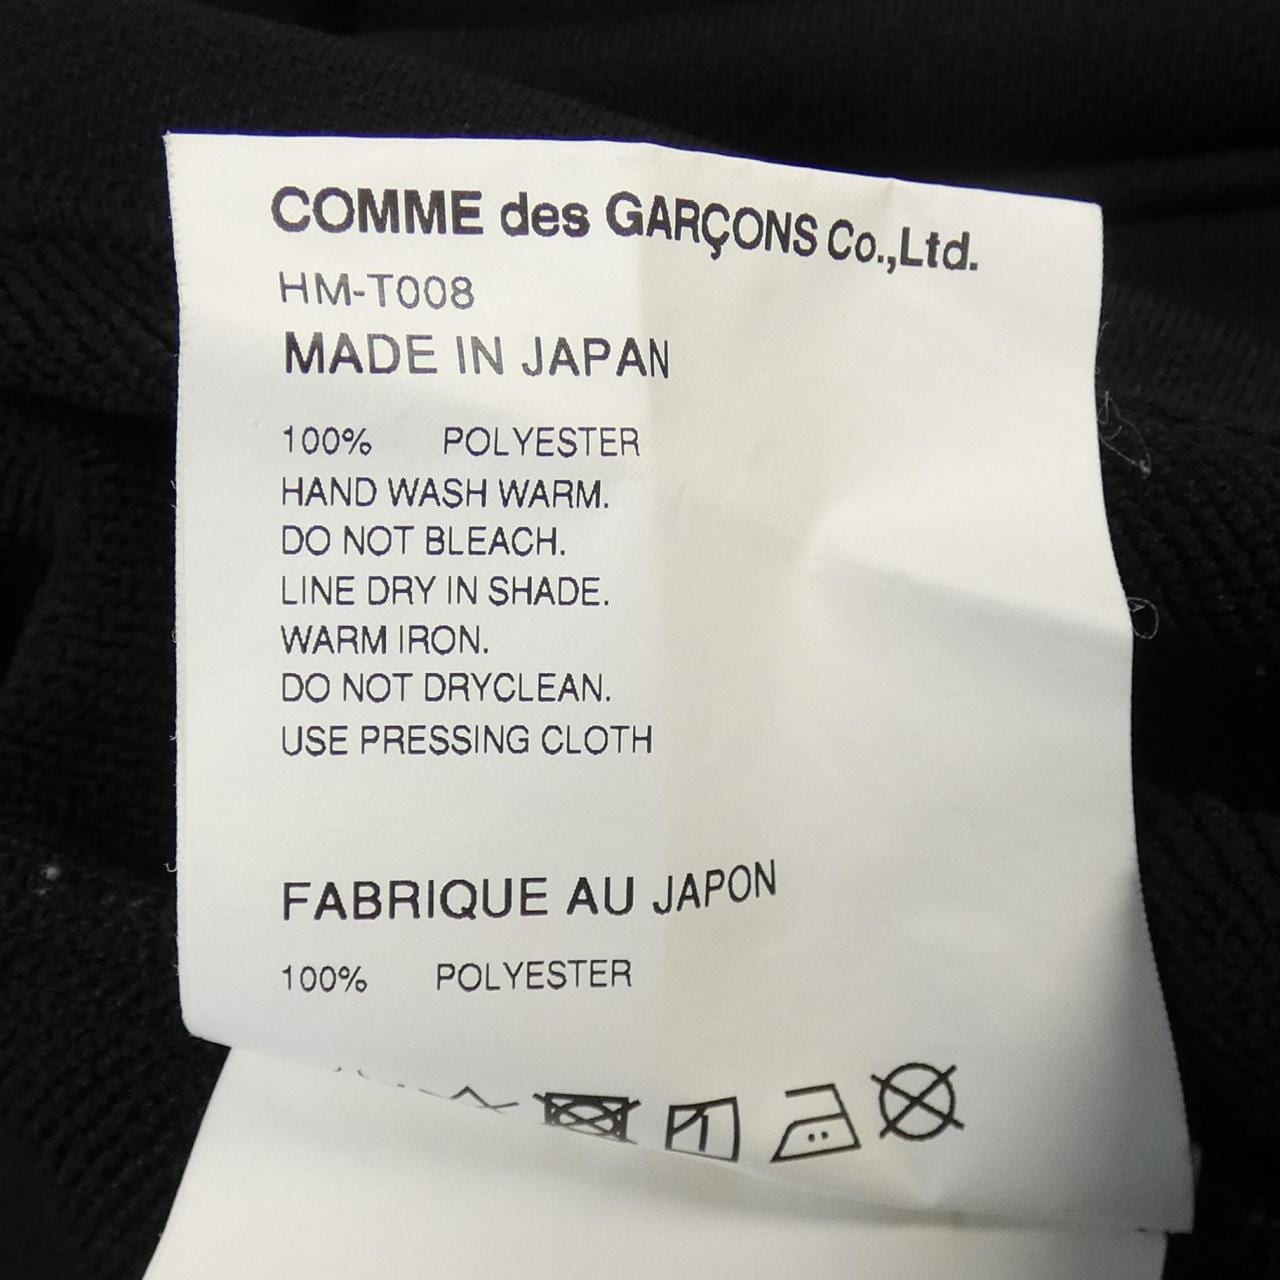 COMME des GARÇONS Co.,Ltd.
HM-T008
MADE IN JAPAN
100% POLYESTER
HAND WASH WARM.
DO NOT BLEACH.
LINE DRY IN SHADE.
WARM IRON.
DO NOT DRYCLEAN.
USE PRESSING CLOTH
FABRIQUE AU JAPON
100% POLYESTER